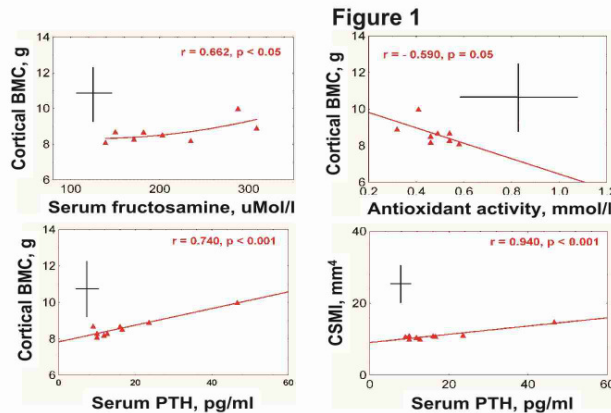 Figure 1
r = 0.662, p < 0.05
Cortical BMC, g
14
12
10
8
6
100
200
300
Serum fructosamine, uMol/l
r = - 0.590, p = 0.05
Cortical BMC, g
14
12
10
8
6
0.2
0.4
0.6
0.8
1.0
1.2
Antioxidant activity, mmol/l
r = 0.740, p < 0.001
Cortical BMC, g
14
12
10
8
6
0
20
40
60
Serum PTH, pg/ml
r = 0.940, p < 0.001
CSMI, mm⁴
40
20
0
0
20
40
60
Serum PTH, pg/ml